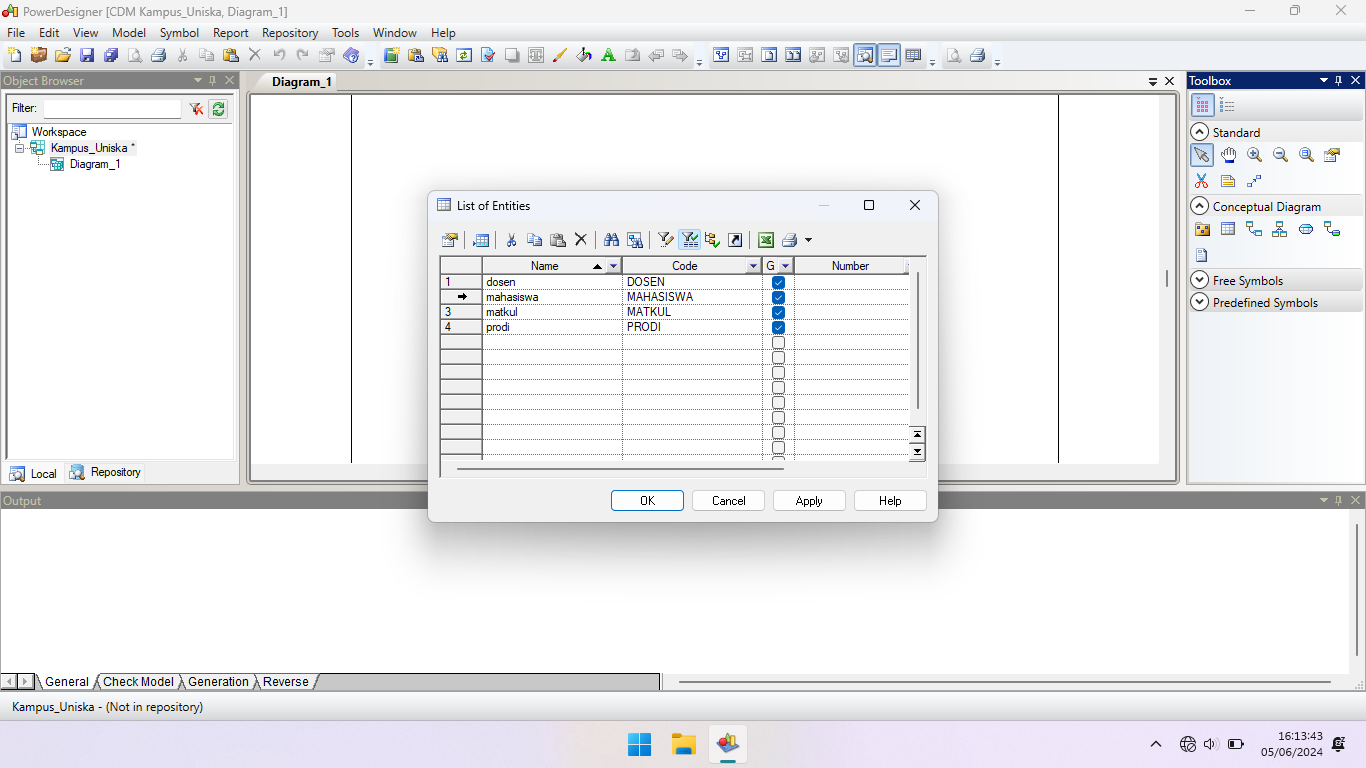 PowerDesigner [CDM Kampus_Uniska, Diagram_1]
File Edit View Model Symbol Report Repository Tools Window Help
Object Browser
Filter:
Workspace
Kampus_Uniska *
Diagram_1
Local Repository
Diagram_1
List of Entities
Name Code G Number
1 dosen DOSEN
mahasiswa MAHASISWA
3 matkul MATKUL
4 prodi PRODI
OK Cancel Apply Help
Toolbox
Standard
Conceptual Diagram
Free Symbols
Predefined Symbols
Output
General Check Model Generation Reverse
Kampus_Uniska - (Not in repository)
16:13:43
05/06/2024